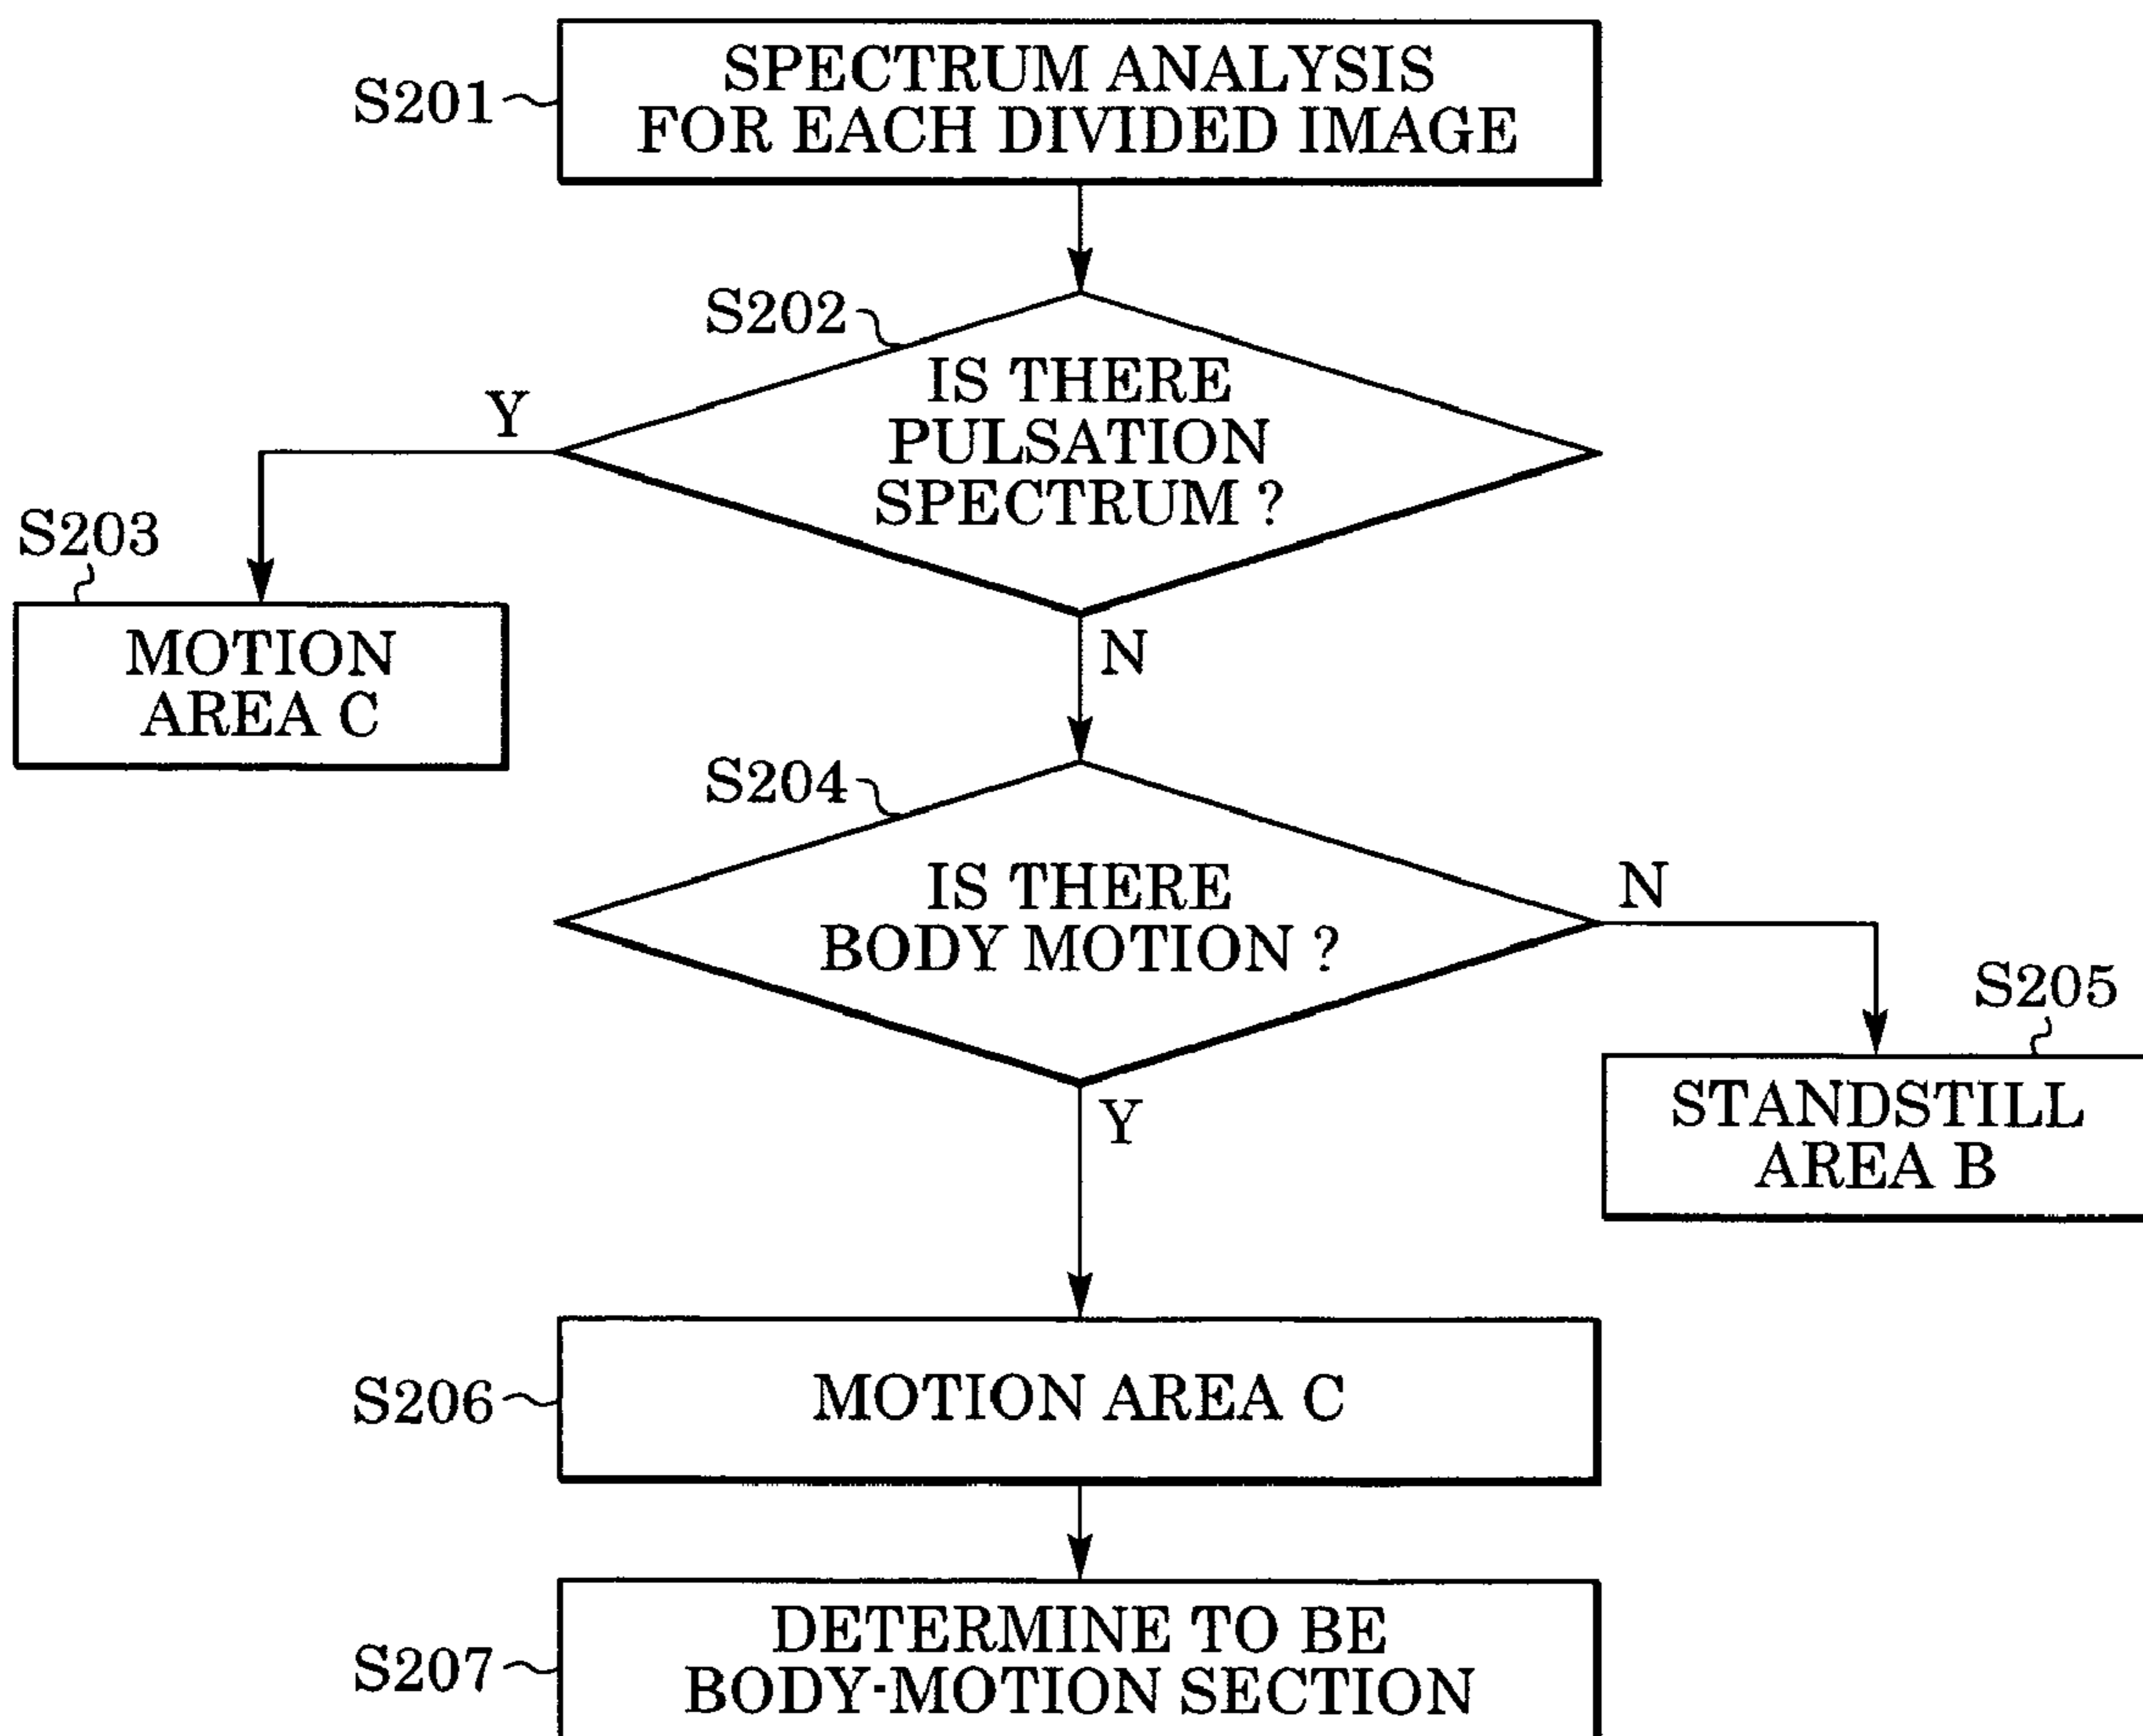 S201
SPECTRUM ANALYSIS
FOR EACH DIVIDED IMAGE
S202
IS THERE
PULSATION
SPECTRUM ?
Y
N
S203
MOTION
AREA C
S204
IS THERE
BODY MOTION ?
N
Y
S205
STANDSTILL
AREA B
S206
MOTION AREA C
S207
DETERMINE TO BE
BODY-MOTION SECTION